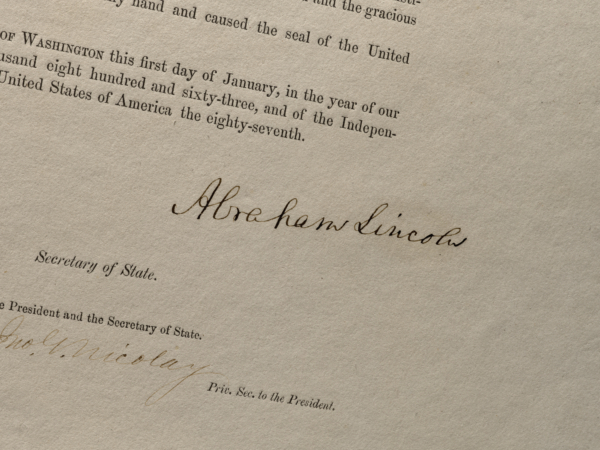 and the gracious
hand and caused the seal of the United
OF WASHINGTON this first day of January, in the year of our
eight hundred and sixty-three, and of the Indepen-
United States of America the eighty-seventh.
Abraham Lincoln
Secretary of State.
President and the Secretary of State.
Jno. G. Nicolay
Priv. Sec. to the President.